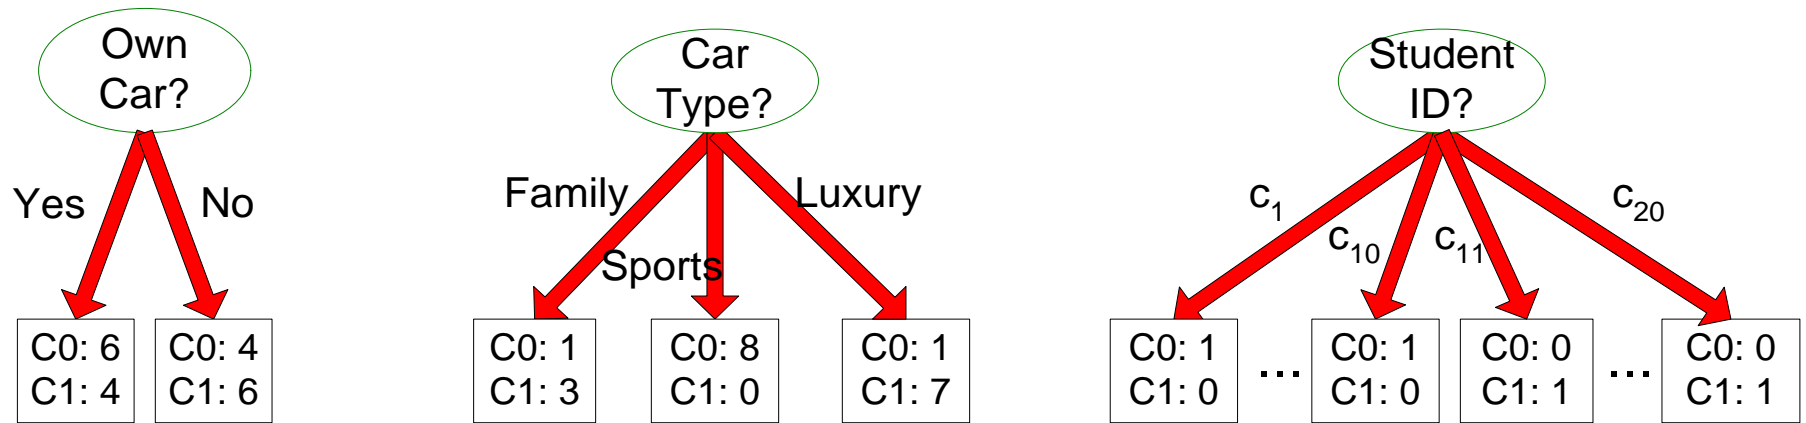 Own
Car?
Yes
No
C0: 6
C1: 4
C0: 4
C1: 6
Car
Type?
Family
Sports
Luxury
C0: 1
C1: 3
C0: 8
C1: 0
C0: 1
C1: 7
Student
ID?
c1
c10
c11
c20
C0: 1
C1: 0
...
C0: 1
C1: 0
C0: 0
C1: 1
...
C0: 0
C1: 1